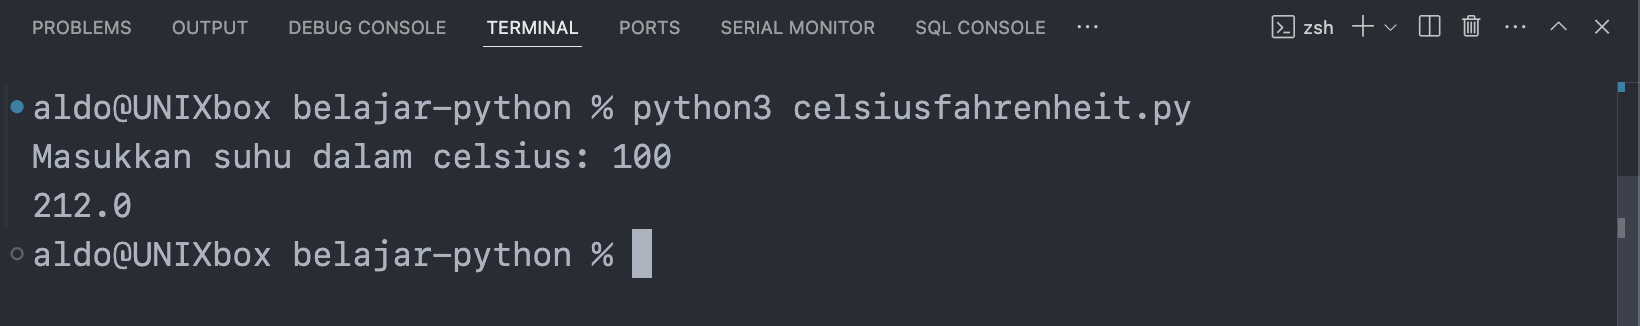 PROBLEMS OUTPUT DEBUG CONSOLE TERMINAL PORTS SERIAL MONITOR SQL CONSOLE ··· zsh ···
aldo@UNIXbox belajar-python % python3 celsiusfahrenheit.py
Masukkan suhu dalam celsius: 100
212.0
aldo@UNIXbox belajar-python %